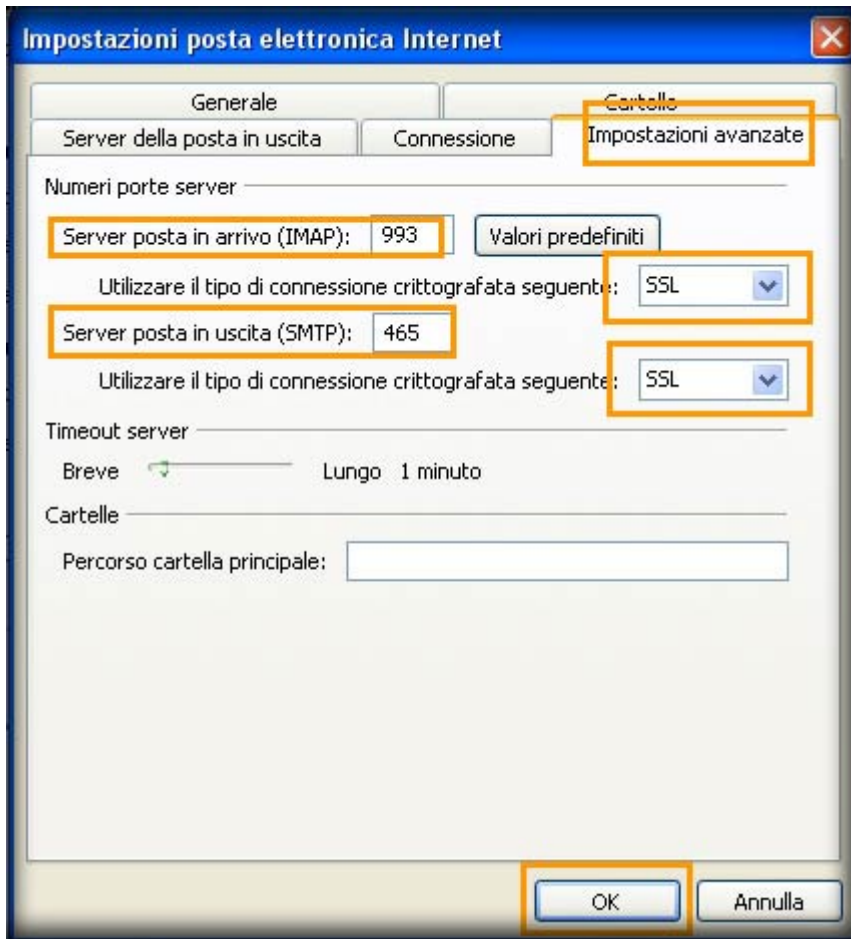 Impostazioni posta elettronica Internet
Generale Cartelle
Server della posta in uscita Connessione Impostazioni avanzate
Numeri porte server
Server posta in arrivo (IMAP): 993 Valori predefiniti
Utilizzare il tipo di connessione crittografata seguente: SSL
Server posta in uscita (SMTP): 465
Utilizzare il tipo di connessione crittografata seguente: SSL
Timeout server
Breve Lungo 1 minuto
Cartelle
Percorso cartella principale:
OK Annulla